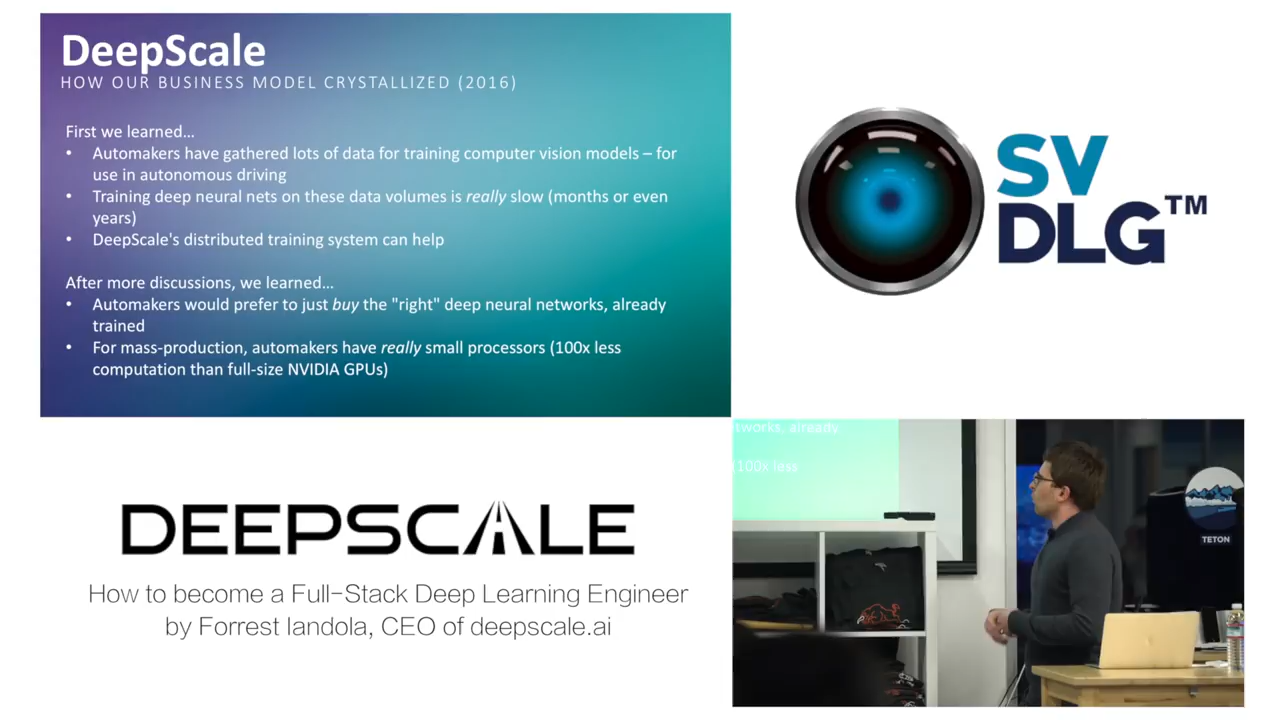 DeepScale
HOW OUR BUSINESS MODEL CRYSTALLIZED (2016)
First we learned…
• Automakers have gathered lots of data for training computer vision models – for
use in autonomous driving
• Training deep neural nets on these data volumes is really slow (months or even
years)
• DeepScale's distributed training system can help
After more discussions, we learned…
• Automakers would prefer to just buy the "right" deep neural networks, already
trained
• For mass-production, automakers have really small processors (100x less
computation than full-size NVIDIA GPUs)
SV
DLG™
DEEPSCALE
How to become a Full-Stack Deep Learning Engineer
by Forrest Iandola, CEO of deepscale.ai
tworks, already
(100x less
TETON